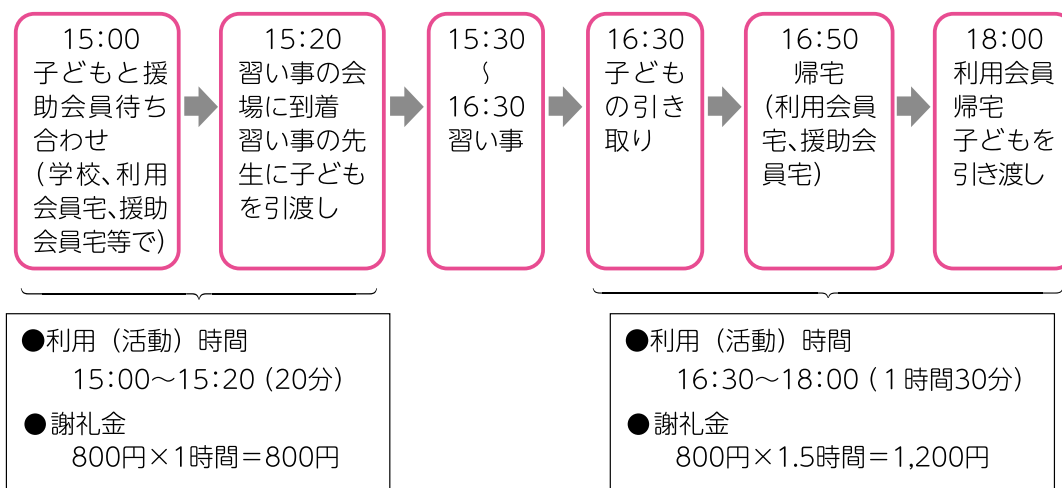 15:00
子どもと援
助会員待ち
合わせ
(学校、利用
会員宅、援助
会員宅等で)
15:20
習い事の会
場に到着
習い事の先
生に子ども
を引渡し
15:30
〜
16:30
習い事
16:30
子ども
の引き
取り
16:50
帰宅
(利用会員
宅、援助会
員宅)
18:00
利用会員
帰宅
子どもを
引き渡し
●利用（活動）時間
15:00〜15:20 (20分)
●謝礼金
800円×1時間＝800円
●利用（活動）時間
16:30〜18:00 (1時間30分)
●謝礼金
800円×1.5時間＝1,200円